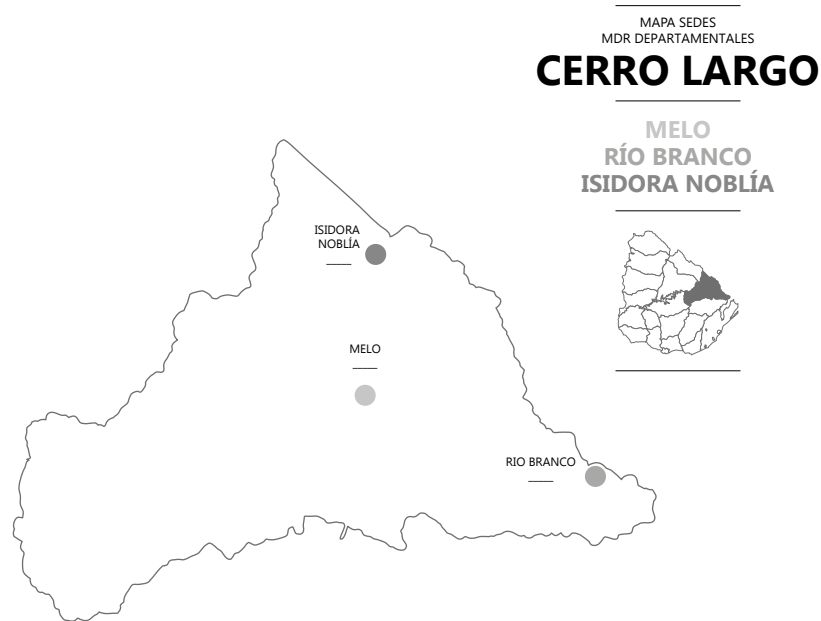 MAPA SEDES
MDR DEPARTAMENTALES
CERRO LARGO
MELO
RÍO BRANCO
ISIDORA NOBLÍA
ISIDORA
NOBLÍA
MELO
RIO BRANCO